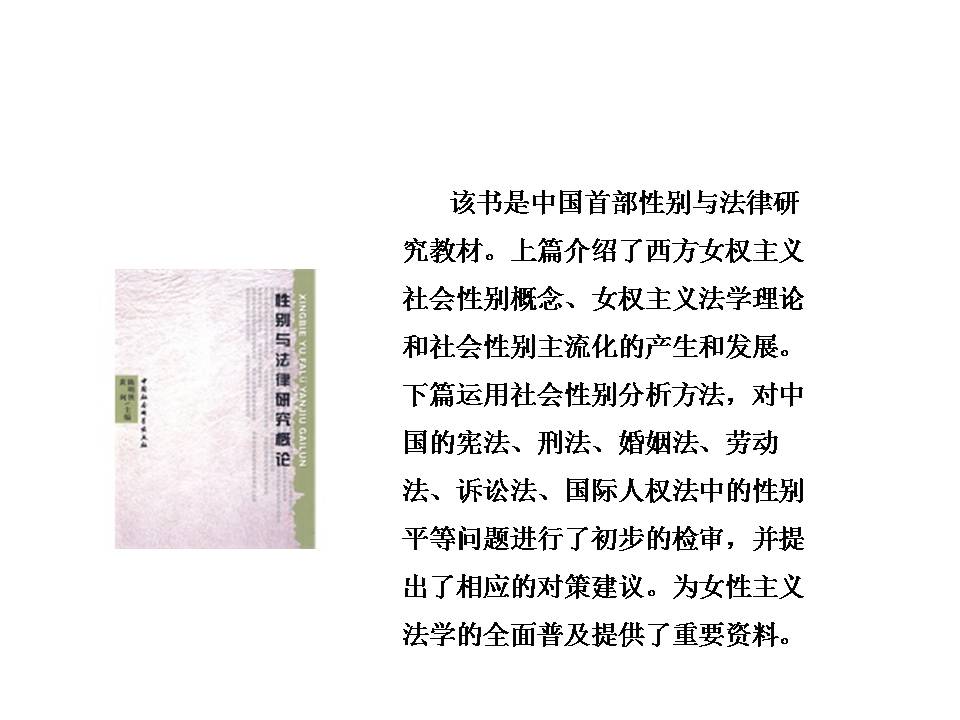 XINGBIE YU FALU YANJIU GAILUN
性别与法律研究概论
中国社会科学出版社
陈明侠
黄列/主编
该书是中国首部性别与法律研
究教材。上篇介绍了西方女权主义
社会性别概念、女权主义法学理论
和社会性别主流化的产生和发展。
下篇运用社会性别分析方法，对中
国的宪法、刑法、婚姻法、劳动
法、诉讼法、国际人权法中的性别
平等问题进行了初步的检审，并提
出了相应的对策建议。为女性主义
法学的全面普及提供了重要资料。